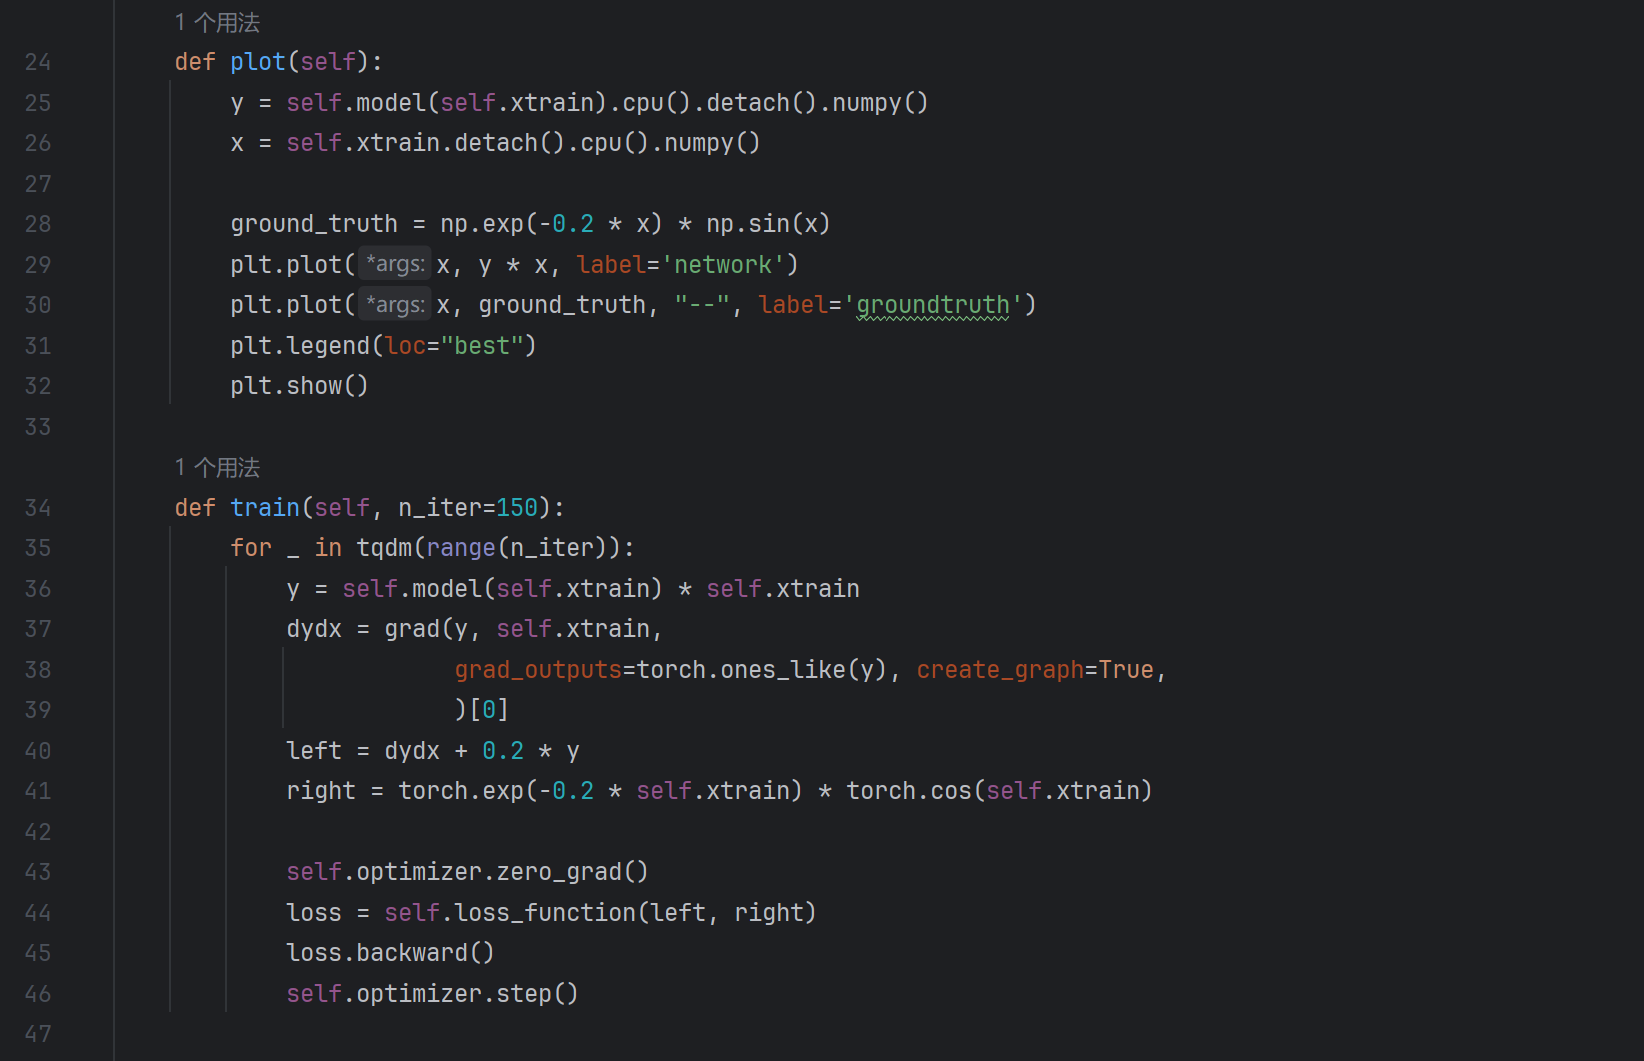 1 个用法
24 def plot(self):
25 y = self.model(self.xtrain).cpu().detach().numpy()
26 x = self.xtrain.detach().cpu().numpy()
27
28 ground_truth = np.exp(-0.2 * x) * np.sin(x)
29 plt.plot( *args: x, y * x, label='network')
30 plt.plot( *args: x, ground_truth, "--", label='groundtruth')
31 plt.legend(loc="best")
32 plt.show()
33
1 个用法
34 def train(self, n_iter=150):
35 for _ in tqdm(range(n_iter)):
36 y = self.model(self.xtrain) * self.xtrain
37 dydx = grad(y, self.xtrain,
38 grad_outputs=torch.ones_like(y), create_graph=True,
39 )[0]
40 left = dydx + 0.2 * y
41 right = torch.exp(-0.2 * self.xtrain) * torch.cos(self.xtrain)
42
43 self.optimizer.zero_grad()
44 loss = self.loss_function(left, right)
45 loss.backward()
46 self.optimizer.step()
47